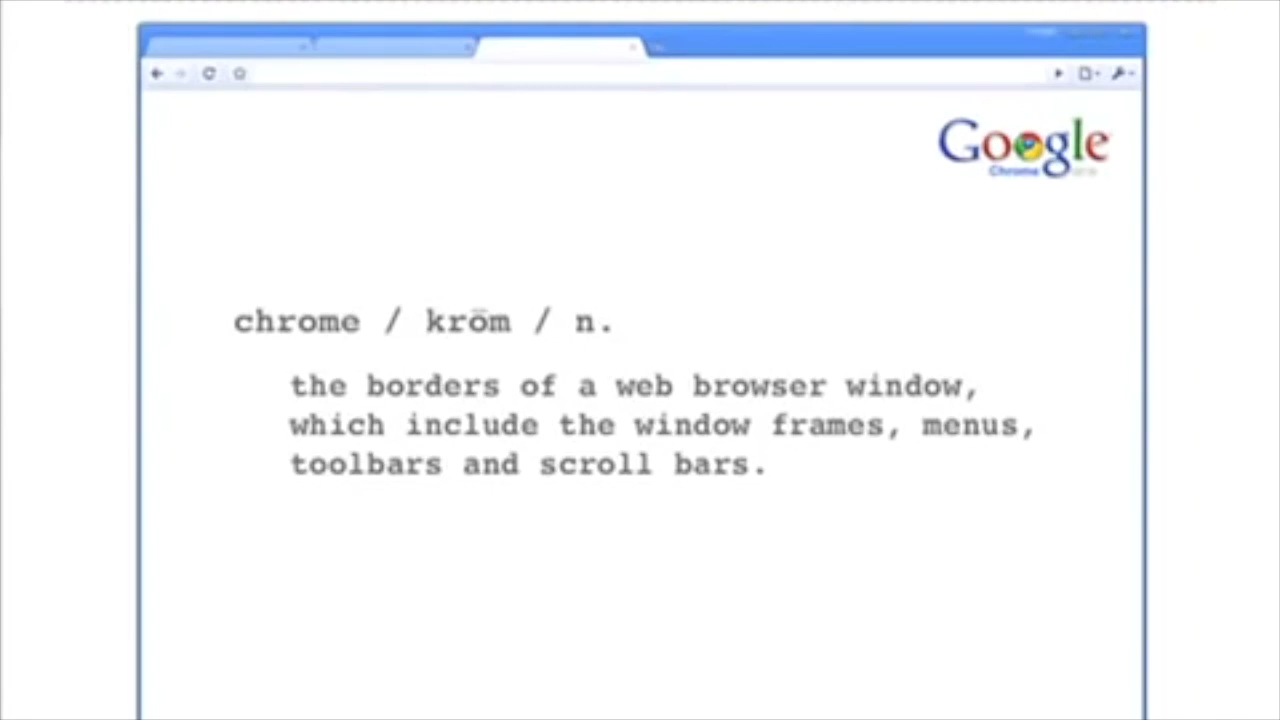 Google
Chrome
chrome / krōm / n.
the borders of a web browser window,
which include the window frames, menus,
toolbars and scroll bars.